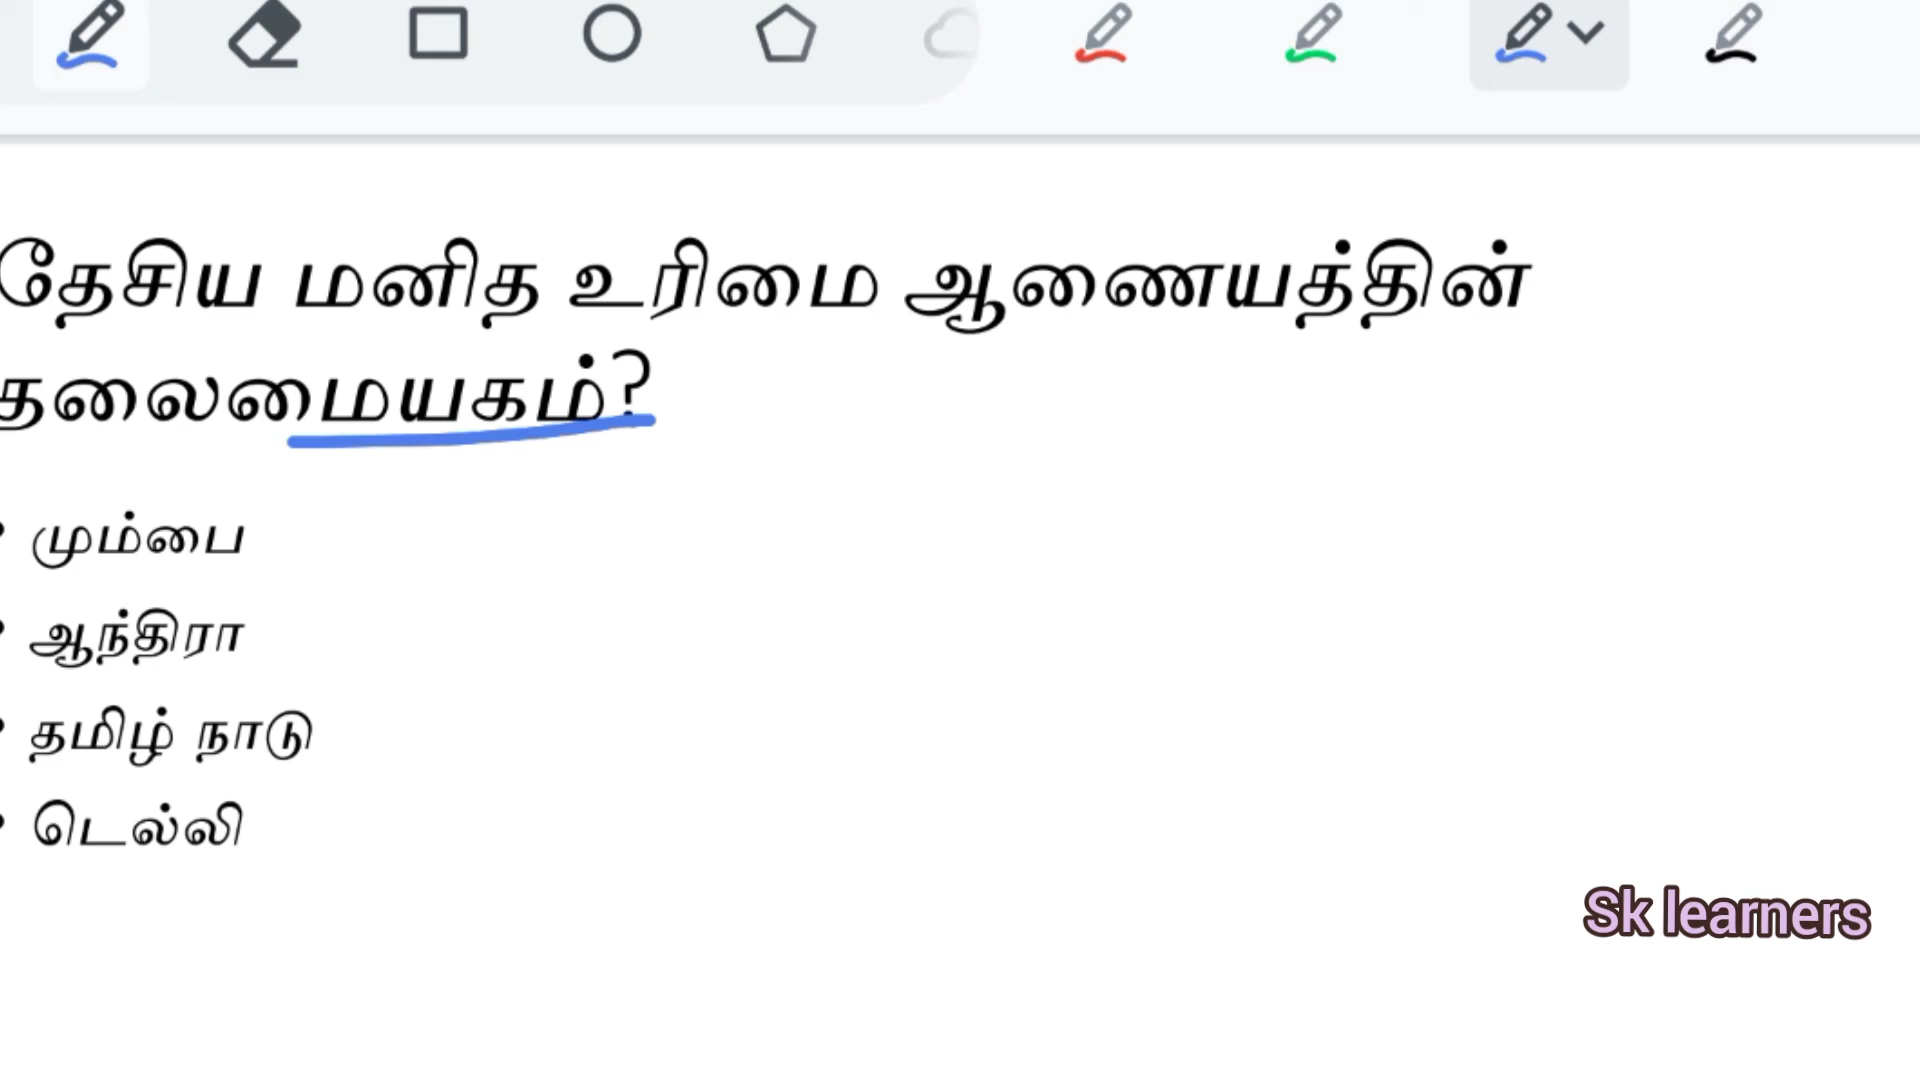 தேசிய மனித உரிமை ஆணையத்தின்
தலைமையகம்?
• மும்பை
• ஆந்திரா
• தமிழ் நாடு
• டெல்லி
Sk learners